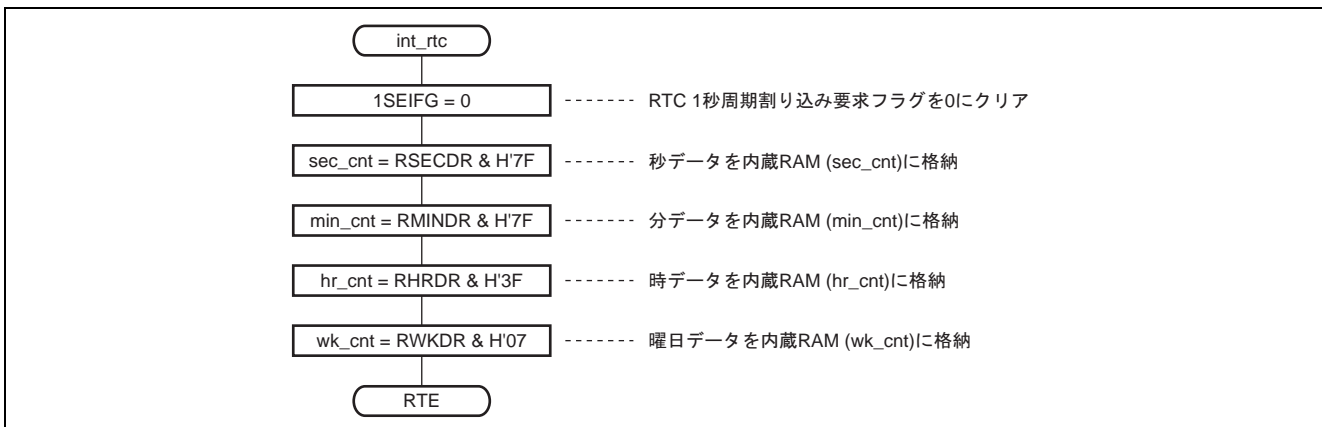 int_rtc
1SEIFG = 0 ------- RTC 1秒周期割り込み要求フラグを0にクリア
sec_cnt = RSECDR & H'7F ------- 秒データを内蔵RAM (sec_cnt)に格納
min_cnt = RMINDR & H'7F ------- 分データを内蔵RAM (min_cnt)に格納
hr_cnt = RHRDR & H'3F ------- 時データを内蔵RAM (hr_cnt)に格納
wk_cnt = RWKDR & H'07 ------- 曜日データを内蔵RAM (wk_cnt)に格納
RTE